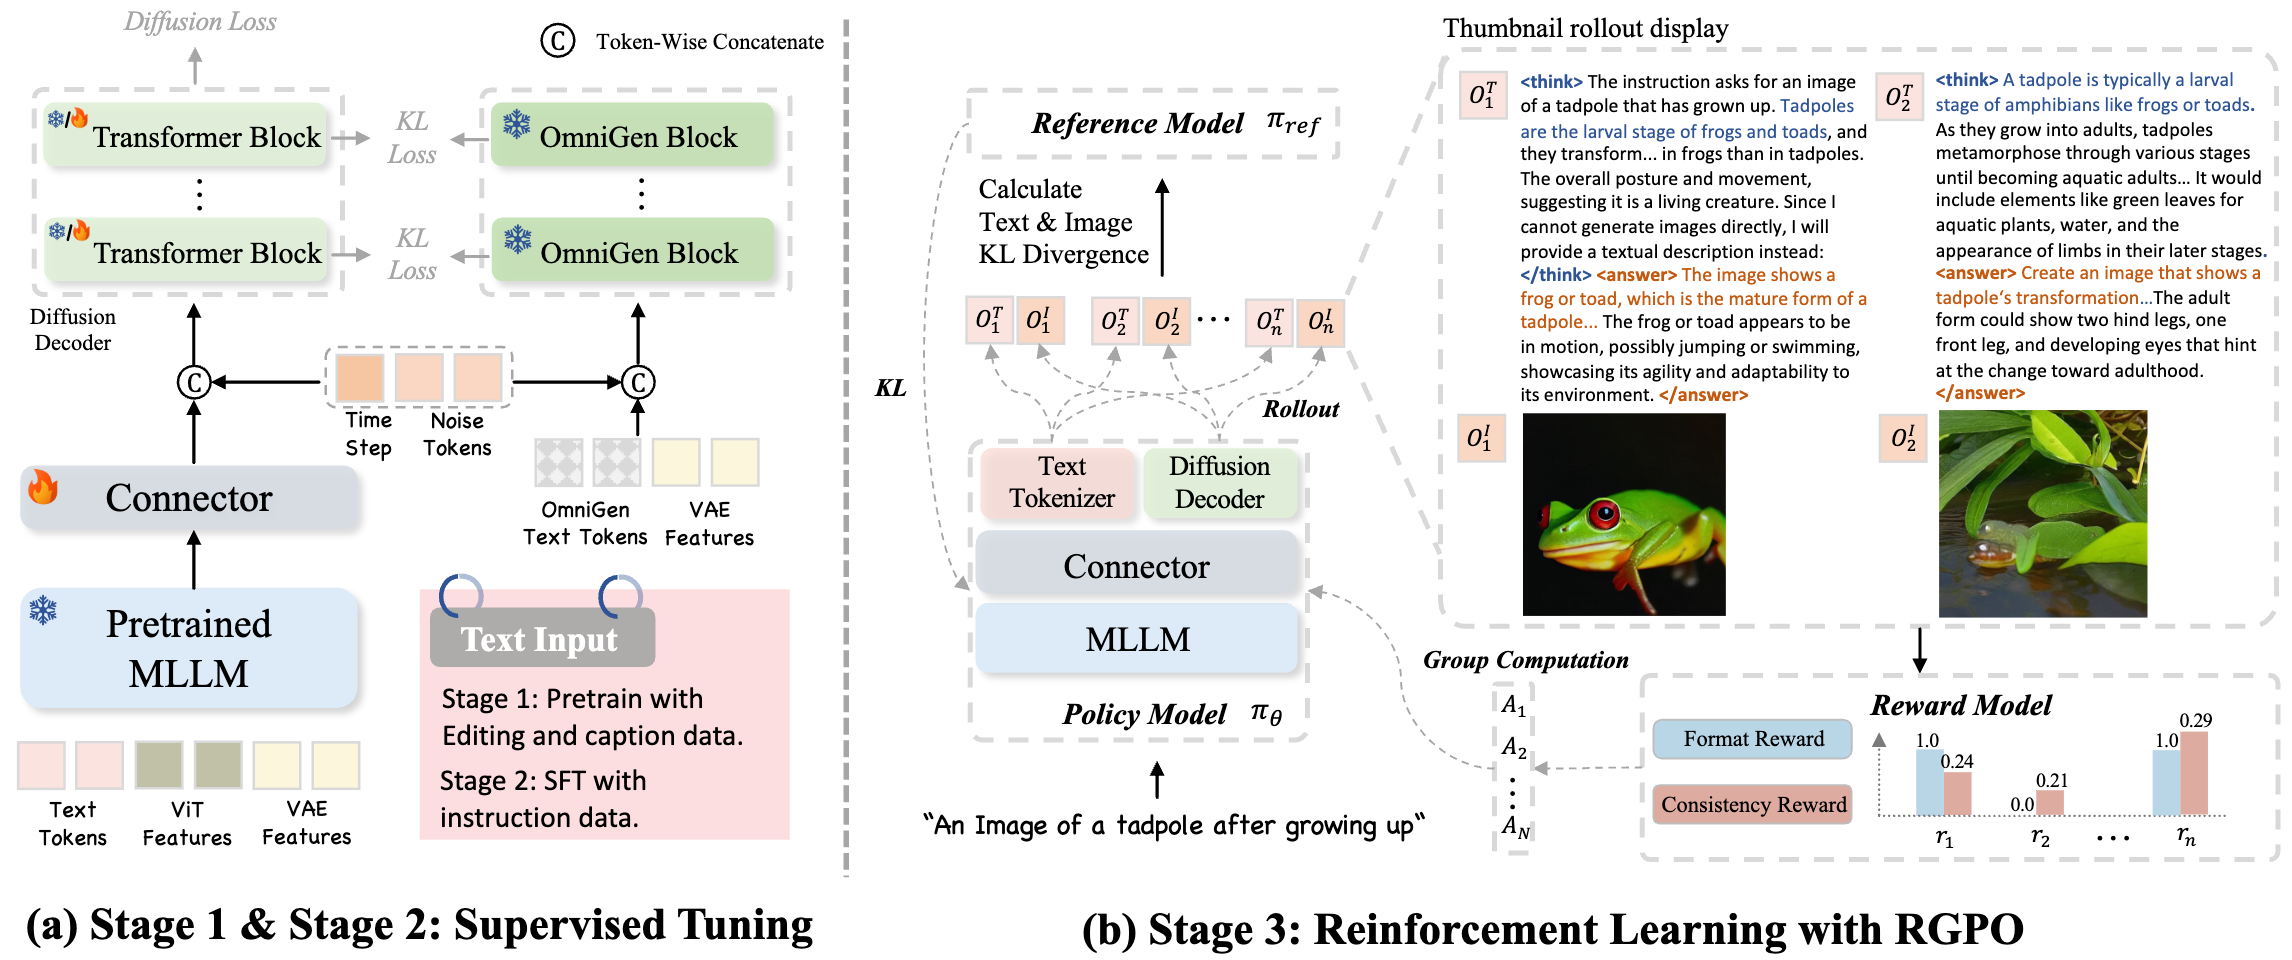 Diffusion Loss
C Token-Wise Concatenate
Transformer Block
KL
Loss
OmniGen Block
Transformer Block
KL
Loss
OmniGen Block
Diffusion
Decoder
C
C
Time
Step
Noise
Tokens
Connector
OmniGen
Text Tokens
VAE
Features
Pretrained
MLLM
Text Input
Stage 1: Pretrain with
Editing and caption data.
Stage 2: SFT with
instruction data.
Text
Tokens
ViT
Features
VAE
Features
(a) Stage 1 & Stage 2: Supervised Tuning
Reference Model π_ref
Calculate
Text & Image
KL Divergence
O_1^T O_1^I O_2^T O_2^I ··· O_n^T O_n^I
KL
Rollout
Text
Tokenizer
Diffusion
Decoder
Connector
MLLM
Policy Model π_θ
“An Image of a tadpole after growing up“
Thumbnail rollout display
O_1^T
<think> The instruction asks for an image
of a tadpole that has grown up. Tadpoles
are the larval stage of frogs and toads, and
they transform... in frogs than in tadpoles.
The overall posture and movement,
suggesting it is a living creature. Since I
cannot generate images directly, I will
provide a textual description instead:
</think> <answer> The image shows a
frog or toad, which is the mature form of a
tadpole... The frog or toad appears to be
in motion, possibly jumping or swimming,
showcasing its agility and adaptability to
its environment. </answer>
O_1^I
O_2^T
<think> A tadpole is typically a larval
stage of amphibians like frogs or toads.
As they grow into adults, tadpoles
metamorphose through various stages
until becoming aquatic adults... It would
include elements like green leaves for
aquatic plants, water, and the
appearance of limbs in their later stages.
<answer> Create an image that shows a
tadpole‘s transformation...The adult
form could show two hind legs, one
front leg, and developing eyes that hint
at the change toward adulthood.
</answer>
O_2^I
Group Computation
A_1
A_2
⋮
A_N
Reward Model
Format Reward
Consistency Reward
1.0
0.24
0.0
0.21
1.0
0.29
r_1 r_2 ··· r_n
(b) Stage 3: Reinforcement Learning with RGPO